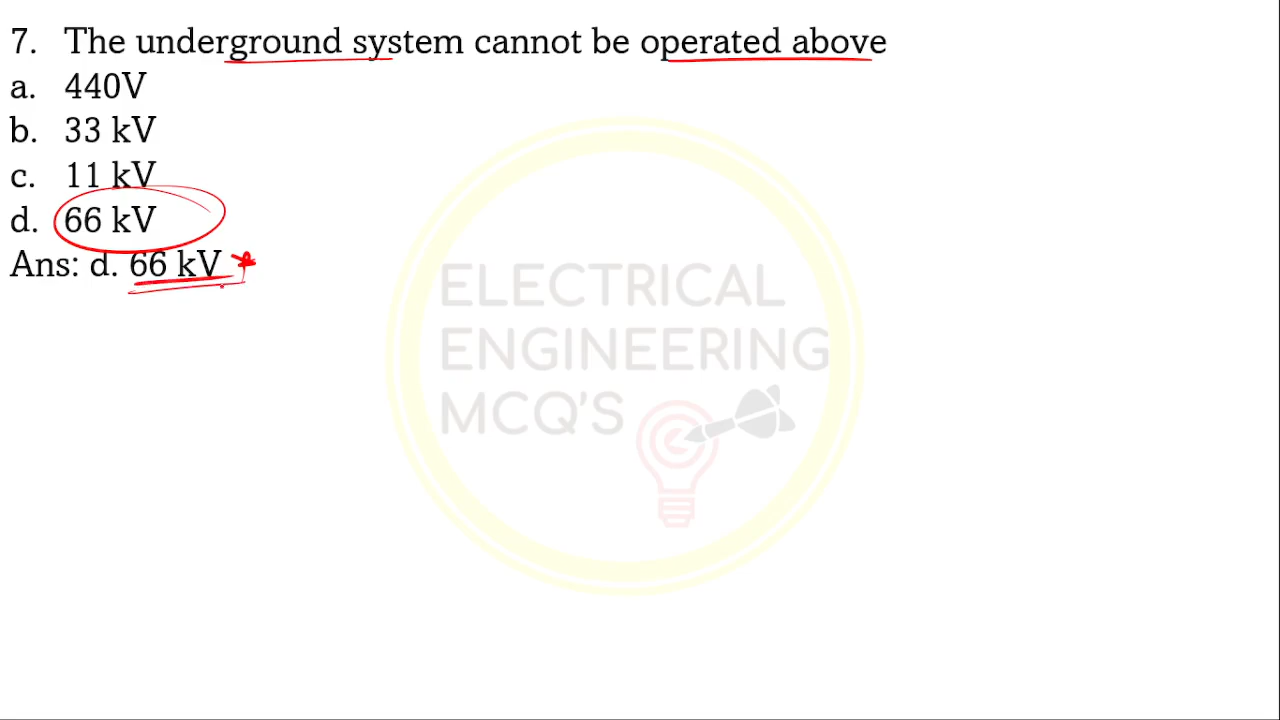 7. The underground system cannot be operated above
a. 440V
b. 33 kV
c. 11 kV
d. 66 kV
Ans: d. 66 kV
ELECTRICAL
ENGINEERING
MCQ'S